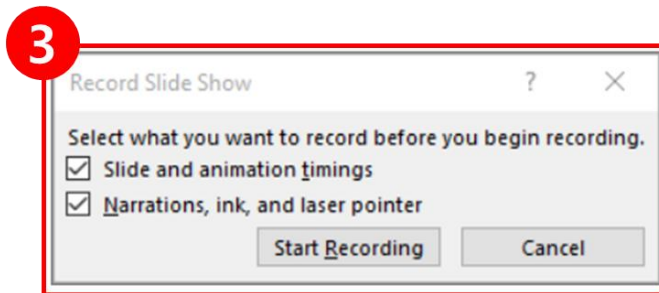 3
Record Slide Show ? ×
Select what you want to record before you begin recording.
Slide and animation timings
Narrations, ink, and laser pointer
Start Recording Cancel